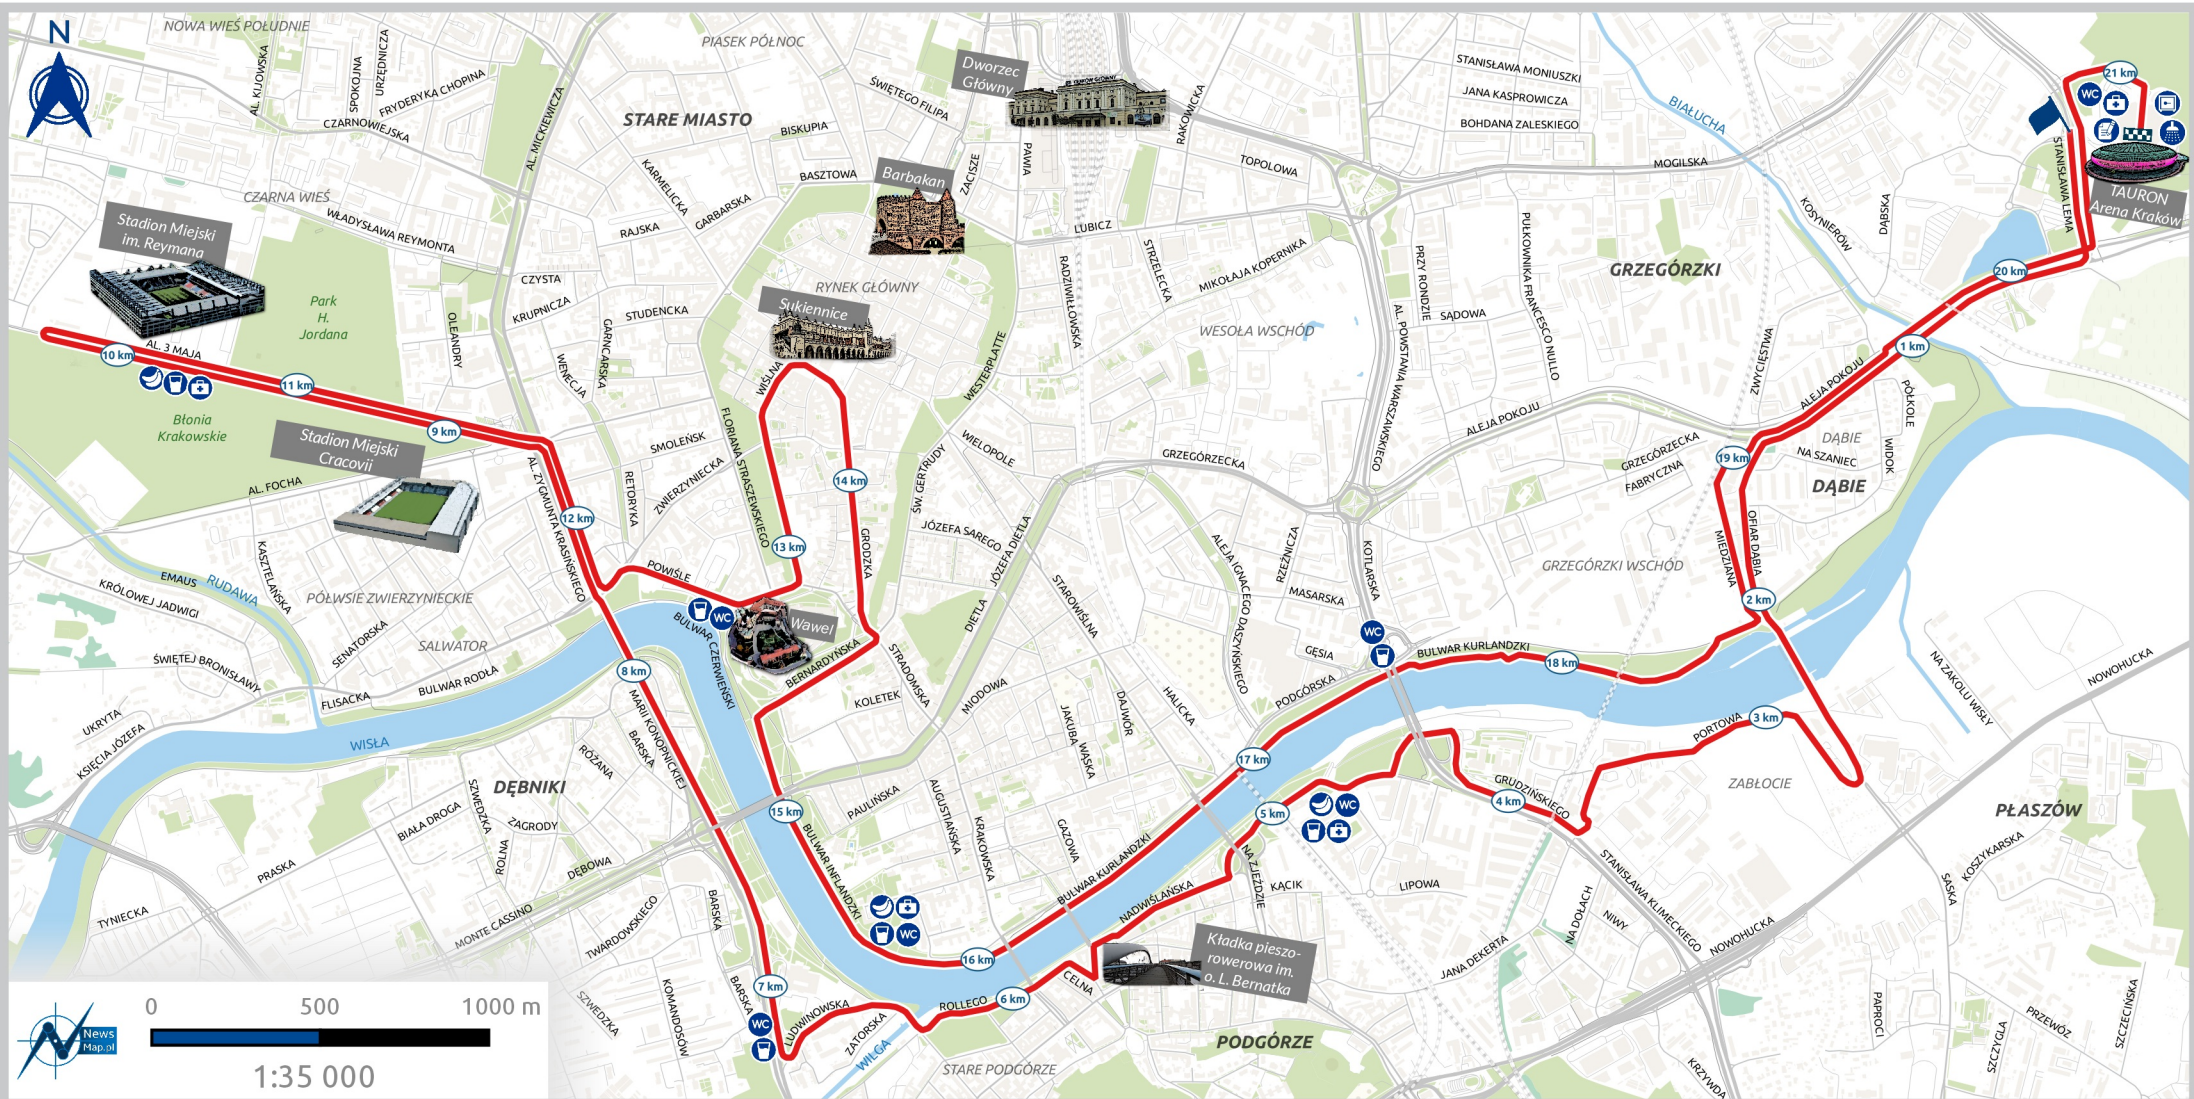 NOWA WIEŚ POŁUDNIE
N
AL. KIJOWSKA
SPOKOJNA
URZĘDNICZA
FRYDERYKA CHOPINA
CZARNOWIEJSKA
AL. MICKIEWICZA
PIASEK PÓŁNOC
STARE MIASTO
BISKUPIA
ŚWIĘTEGO FILIPA
Dworzec
Główny
KRAKÓW GŁÓWNY
PAWIA
ZACISZE
RAKOWICKA
TOPOLOWA
STANISŁAWA MONIUSZKI
JANA KASPROWICZA
BOHDANA ZALESKIEGO
MOGILSKA
BIAŁUCHA
21 km
WC
STANISŁAWA LEMA
TAURON
Arena Kraków
CZARNA WIEŚ
WŁADYSŁAWA REYMONTA
Stadion Miejski
im. Reymana
KARMELICKA
GARBARSKA
RAJSKA
BASZTOWA
Barbakan
LUBICZ
STRZELECKA
MIKOŁAJA KOPERNIKA
RADZIWIŁŁOWSKA
PRZY RONDZIE
SĄDOWA
PUŁKOWNIKA FRANCESCO NULLO
GRZEGÓRZKI
KOSYNIERÓW
DĄBSKA
20 km
CZYSTA
KRUPNICZA
STUDENCKA
GARNCARSKA
WENECJA
OLEANDRY
Park
H.
Jordana
RYNEK GŁÓWNY
Sukiennice
WESTERPLATTE
WESOŁA WSCHÓD
AL. POWSTANIA WARSZAWSKIEGO
ZWYCIĘSTWA
1 km
ALEJA POKOJU
PÓŁKOLE
AL. 3 MAJA
10 km
11 km
9 km
Błonia
Krakowskie
WIŚLNA
FLORIANA STRASZEWSKIEGO
SMOLEŃSK
ZWIERZYNIECKA
RETORYKA
14 km
ŚW. GERTRUDY
WIELOPOLE
GRZEGÓRZECKA
ALEJA POKOJU
GRZEGÓRZECKA
FABRYCZNA
19 km
DĄBIE
NA SZANIEC
WIDOK
DĄBIE
Stadion Miejski
Cracovii
AL. FOCHA
AL. ZYGMUNTA KRASIŃSKIEGO
12 km
13 km
GRODZKA
JÓZEFA SAREGO
JÓZEFA DIETLA
DIETLA
STAROWIŚLNA
ALEJA IGNACEGO DASZYŃSKIEGO
RZEŹNICZA
MASARSKA
KOTLARSKA
GRZEGÓRZKI WSCHÓD
MIEDZIANA
OFIAR DĄBIA
2 km
KASZTELAŃSKA
EMAUS
RUDAWA
KRÓLOWEJ JADWIGI
PÓŁWSIE ZWIERZYNIECKIE
SENATORSKA
SALWATOR
POWIŚLE
WC
Wawel
BULWAR CZERWIEŃSKI
BERNARDYŃSKA
STRADOMSKA
KOLETEK
MIODOWA
DAJWÓR
HALICKA
GĘSIA
WC
PODGÓRSKA
BULWAR KURLANDZKI
18 km
NA ZAKOLU WISŁY
NOWOHUCKA
ŚWIĘTEJ BRONISŁAWY
FLISACKA
BULWAR RODŁA
8 km
MARII KONOPNICKIEJ
UKRYTA
KSIĘCIA JÓZEFA
WISŁA
RÓŻANA
BARSKA
DĘBNIKI
SZWEDZKA
JAKUBA
WĄSKA
17 km
3 km
PORTOWA
ZABŁOCIE
PŁASZÓW
GRUDZIŃSKIEGO
4 km
5 km
WC
BIAŁA DROGA
ZAGRODY
ROLNA
PAULIŃSKA
15 km
BULWAR INFLANDZKI
AUGUSTIAŃSKA
KRAKOWSKA
GAZOWA
BULWAR KURLANDZKI
NADWIŚLAŃSKA
NA ZJEŹDZIE
KĄCIK
LIPOWA
STANISŁAWA KLIMECKIEGO
KOSZYKARSKA
SASKA
PRASKA
DĘBOWA
TYNIECKA
MONTE CASSINO
TWARDOWSKIEGO
BARSKA
WC
16 km
NA DOŁACH
NIWY
NOWOHUCKA
JANA DEKERTA
Kładka pieszo-
rowerowa im.
o. L. Bernatka
SZWEDZKA
KOMANDOSÓW
BARSKA
7 km
WC
LUDWINOWSKA
ZATORSKA
WILGA
ROLLEGO
6 km
CELNA
STARE PODGÓRZE
PODGÓRZE
PAPROCI
PRZEWÓZ
SZCZYGLA
SZCZECIŃSKA
KRZYWDA
0 500 1000 m
1:35 000
News
Map.pl